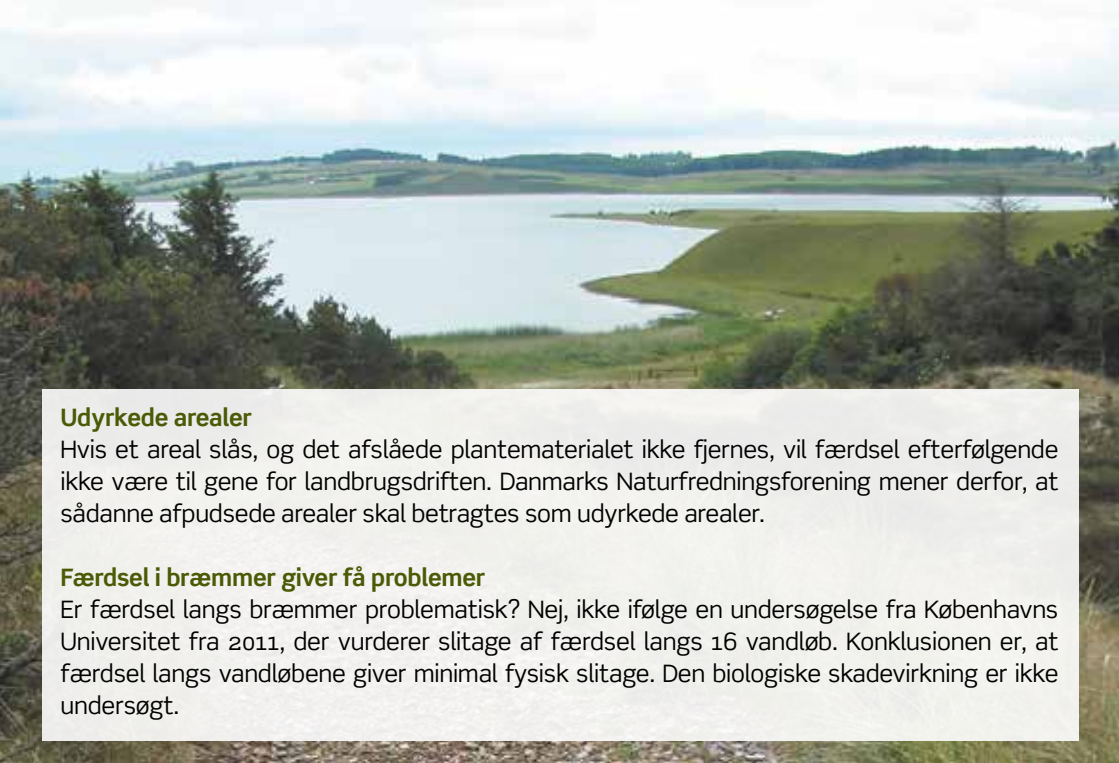 Udyrkede arealer
Hvis et areal slås, og det afslåede plantematerialet ikke fjernes, vil færdsel efterfølgende
ikke være til gene for landbrugsdriften. Danmarks Naturfredningsforening mener derfor, at
sådanne afpudsede arealer skal betragtes som udyrkede arealer.
Færdsel i bræmmer giver få problemer
Er færdsel langs bræmmer problematisk? Nej, ikke ifølge en undersøgelse fra Københavns
Universitet fra 2011, der vurderer slitage af færdsel langs 16 vandløb. Konklusionen er, at
færdsel langs vandløbene giver minimal fysisk slitage. Den biologiske skadevirkning er ikke
undersøgt.